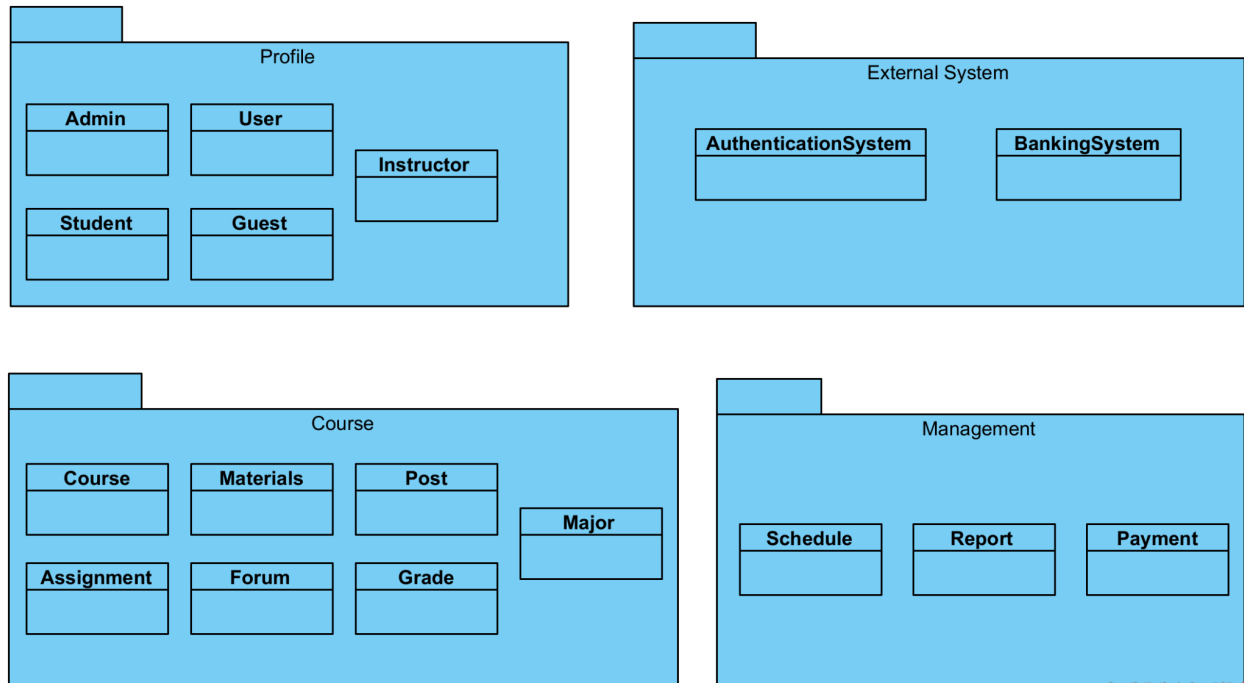 Profile
Admin
User
Instructor
Student
Guest
External System
AuthenticationSystem
BankingSystem
Course
Course
Materials
Post
Major
Assignment
Forum
Grade
Management
Schedule
Report
Payment